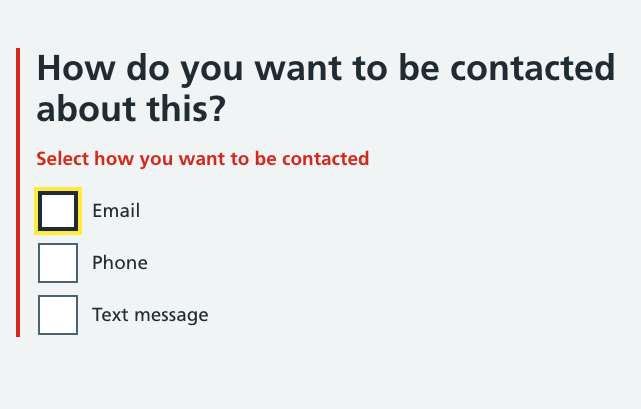 How do you want to be contacted
about this?
Select how you want to be contacted
Email
Phone
Text message